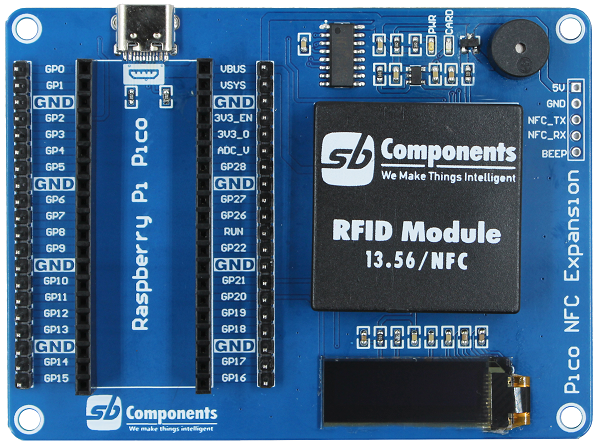 PWR
CARD
GP0
GP1
GND
GP2
GP3
GP4
GP5
GND
GP6
GP7
GP8
GP9
GND
GP10
GP11
GP12
GP13
GND
GP14
GP15
Raspberry Pi Pico
VBUS
VSYS
GND
3V3_EN
3V3_O
ADC_V
GP28
GND
GP27
GP26
RUN
GP22
GND
GP21
GP20
GP19
GP18
GND
GP17
GP16
sb Components
We Make Things Intelligent
RFID Module
13.56/NFC
5V
GND
NFC_TX
NFC_RX
BEEP
Pico NFC Expansion
sb Components
We make things intelligent